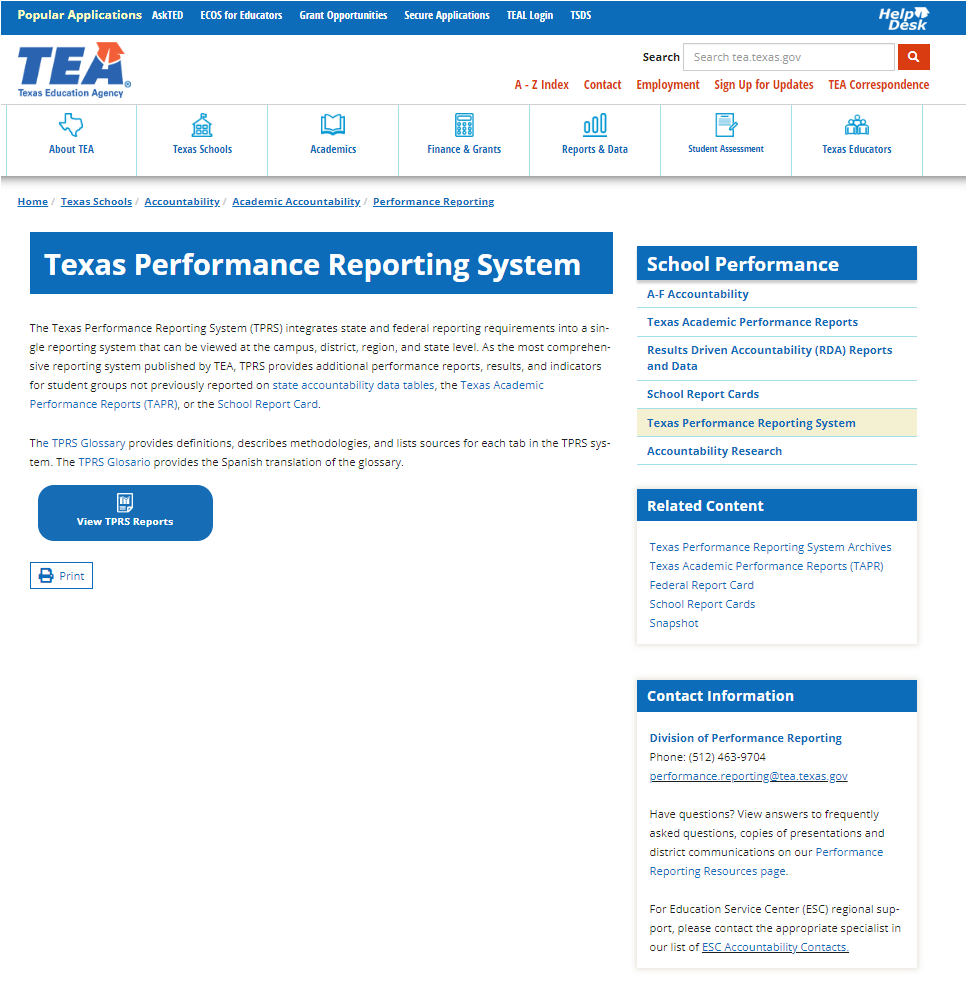 Popular Applications AskTED ECOS for Educators Grant Opportunities Secure Applications TEAL Login TSDS
Help Desk
TEA®
Texas Education Agency
Search Search tea.texas.gov
A - Z Index Contact Employment Sign Up for Updates TEA Correspondence
About TEA Texas Schools Academics Finance & Grants Reports & Data Student Assessment Texas Educators
Home / Texas Schools / Accountability / Academic Accountability / Performance Reporting
Texas Performance Reporting System
The Texas Performance Reporting System (TPRS) integrates state and federal reporting requirements into a sin-
gle reporting system that can be viewed at the campus, district, region, and state level. As the most comprehen-
sive reporting system published by TEA, TPRS provides additional performance reports, results, and indicators
for student groups not previously reported on state accountability data tables, the Texas Academic
Performance Reports (TAPR), or the School Report Card.
The TPRS Glossary provides definitions, describes methodologies, and lists sources for each tab in the TPRS sys-
tem. The TPRS Glosario provides the Spanish translation of the glossary.
View TPRS Reports
Print
School Performance
A-F Accountability
Texas Academic Performance Reports
Results Driven Accountability (RDA) Reports
and Data
School Report Cards
Texas Performance Reporting System
Accountability Research
Related Content
Texas Performance Reporting System Archives
Texas Academic Performance Reports (TAPR)
Federal Report Card
School Report Cards
Snapshot
Contact Information
Division of Performance Reporting
Phone: (512) 463-9704
performance.reporting@tea.texas.gov
Have questions? View answers to frequently
asked questions, copies of presentations and
district communications on our Performance
Reporting Resources page.
For Education Service Center (ESC) regional sup-
port, please contact the appropriate specialist in
our list of ESC Accountability Contacts.